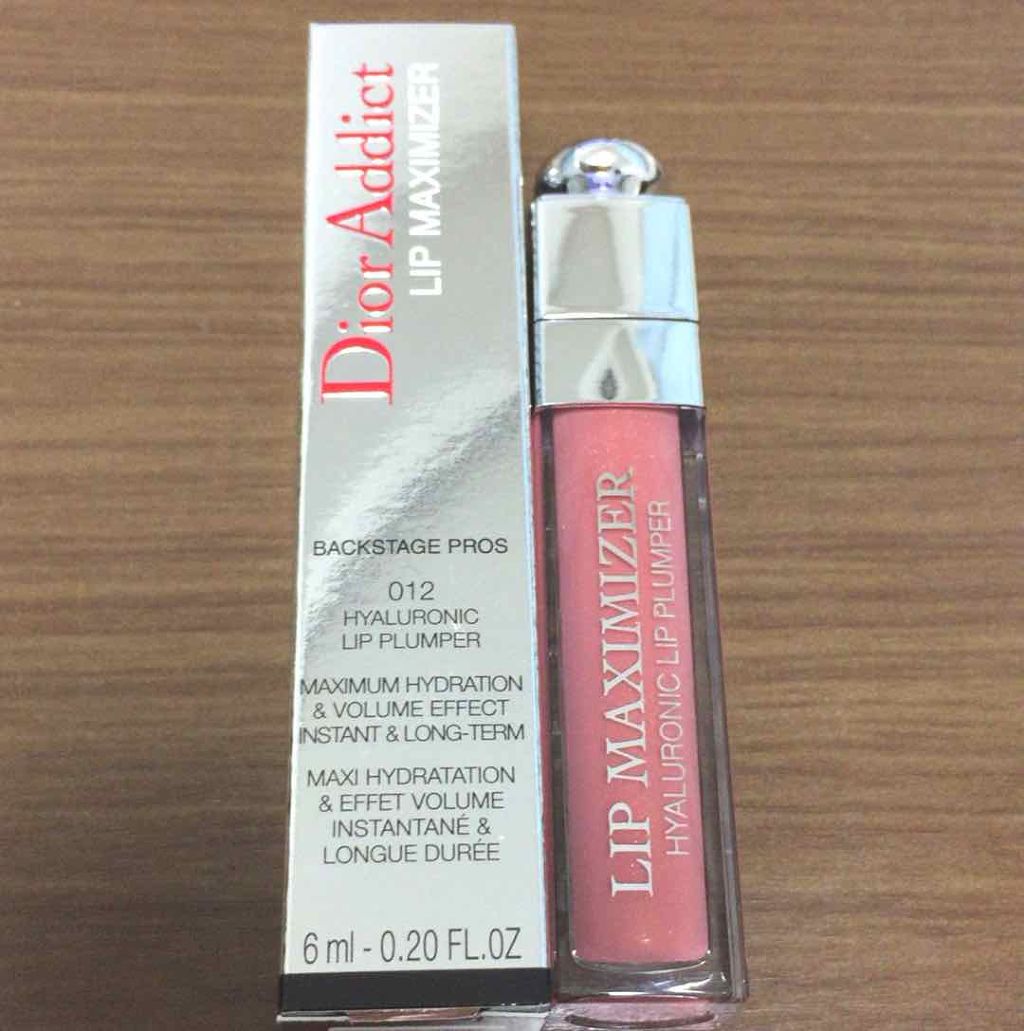 Dior Addict
LIP MAXIMIZER
BACKSTAGE PROS
012
HYALURONIC
LIP PLUMPER
MAXIMUM HYDRATION
& VOLUME EFFECT
INSTANT & LONG-TERM
MAXI HYDRATATION
& EFFET VOLUME
INSTANTANÉ &
LONGUE DURÉE
6 ml - 0.20 FL.OZ
LIP MAXIMIZER
HYALURONIC LIP PLUMPER